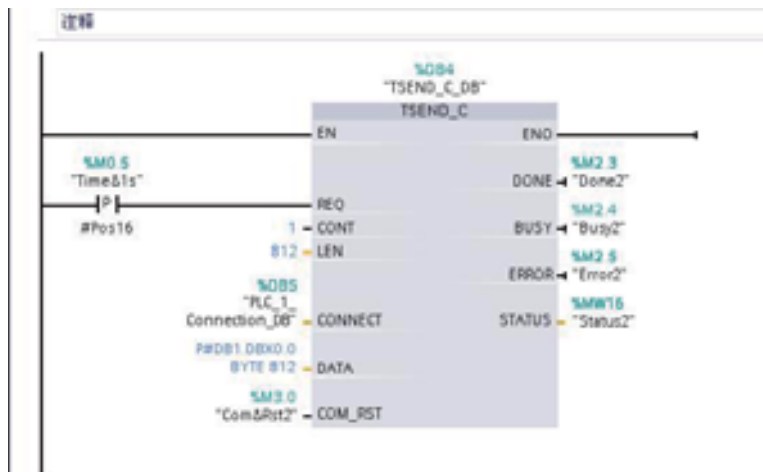 注释
%DB4
"TSEND_C_DB"
TSEND_C
EN
ENO
%M0.5
"Time&1s"
P
#Pos16
REQ
DONE
%M2.3
"Done2"
1
CONT
BUSY
%M2.4
"Busy2"
812
LEN
ERROR
%M2.5
"Error2"
%DB5
"PLC_1_
Connection_DB"
CONNECT
STATUS
%MW16
"Status2"
P#DB1.DBX0.0
BYTE 812
DATA
%M3.0
"Com&Rst2"
COM_RST